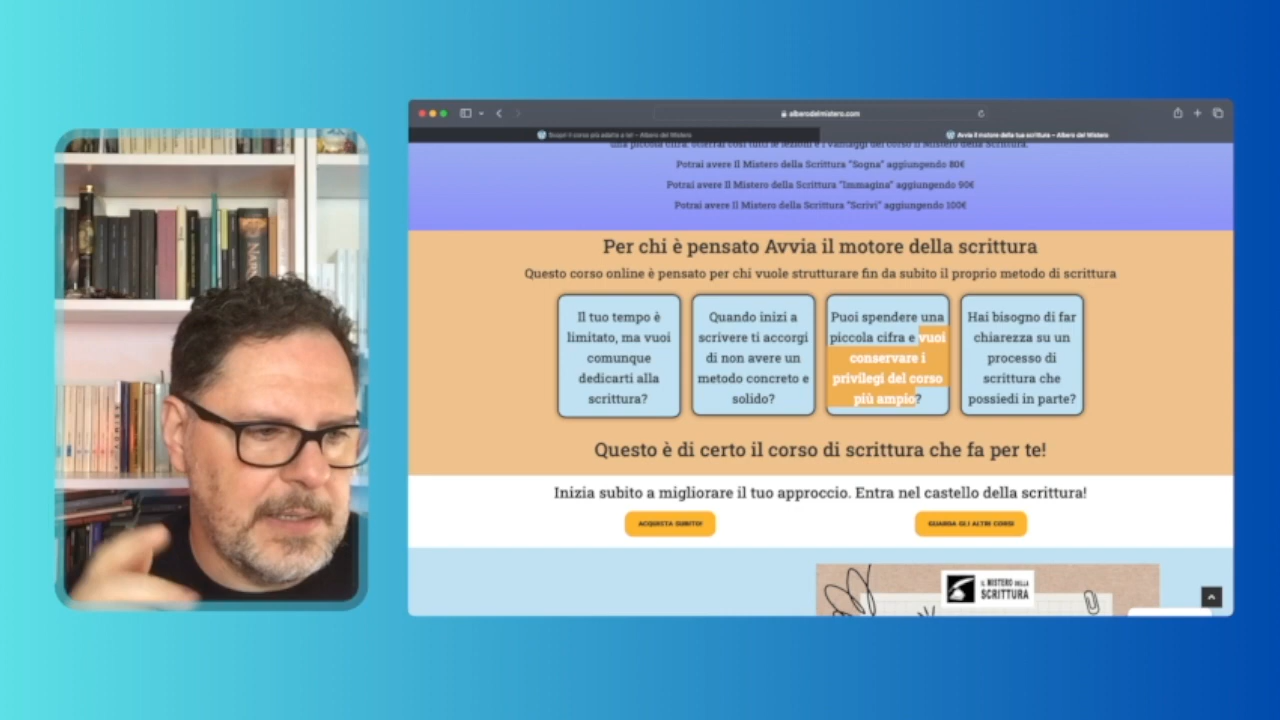 alberodelmistero.com
Scopri il corso più adatto a te! – Albero del Mistero
Avvia il motore della tua scrittura – Albero del Mistero
una piccola cifra: otterrai così tutte le lezioni e i vantaggi del corso Il Mistero della Scrittura.
Potrai avere Il Mistero della Scrittura "Sogna" aggiungendo 80€
Potrai avere Il Mistero della Scrittura "Immagina" aggiungendo 90€
Potrai avere Il Mistero della Scrittura "Scrivi" aggiungendo 100€
Per chi è pensato Avvia il motore della scrittura
Questo corso online è pensato per chi vuole strutturare fin da subito il proprio metodo di scrittura
Il tuo tempo è
limitato, ma vuoi
comunque
dedicarti alla
scrittura?
Quando inizi a
scrivere ti accorgi
di non avere un
metodo concreto e
solido?
Puoi spendere una
piccola cifra e vuoi
conservare i
privilegi del corso
più ampio?
Hai bisogno di far
chiarezza su un
processo di
scrittura che
possiedi in parte?
Questo è di certo il corso di scrittura che fa per te!
Inizia subito a migliorare il tuo approccio. Entra nel castello della scrittura!
ACQUISTA SUBITO!
GUARDA GLI ALTRI CORSI
IL MISTERO DELLA
SCRITTURA